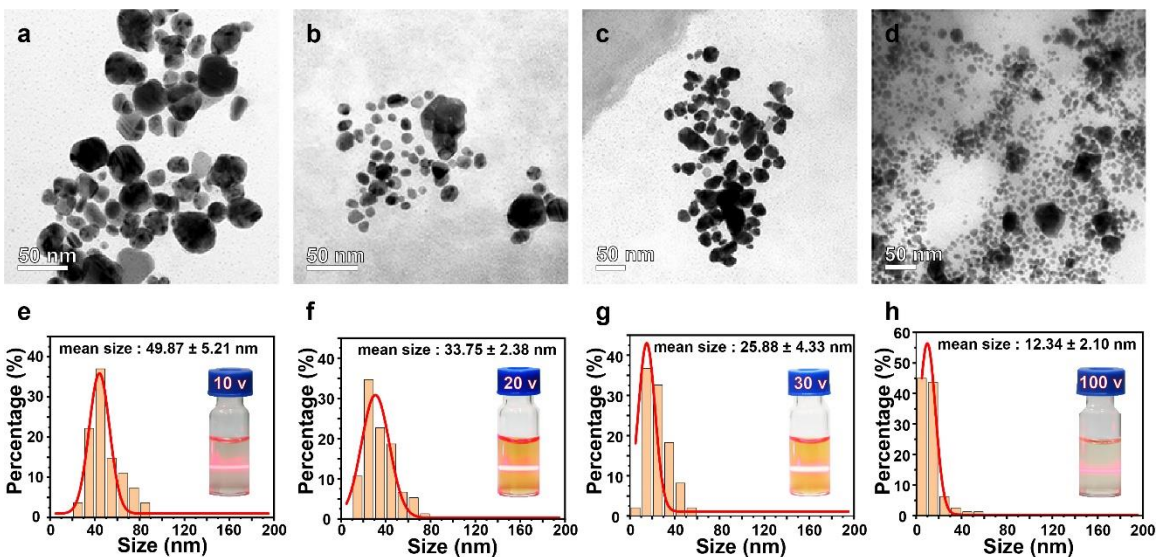 a
b
c
d
50 nm
50 nm
50 nm
50 nm
e
f
g
h
mean size : 49.87 ± 5.21 nm
mean size : 33.75 ± 2.38 nm
mean size : 25.88 ± 4.33 nm
mean size : 12.34 ± 2.10 nm
10 v
20 v
30 v
100 v
Percentage (%)
40
30
20
10
0
0 40 80 120 160 200
Size (nm)
Percentage (%)
40
30
20
10
0
0 40 80 120 160 200
Size (nm)
Percentage (%)
40
30
20
10
0
0 40 80 120 160 200
Size (nm)
Percentage (%)
60
50
40
30
20
10
0
0 40 80 120 160 200
Size (nm)